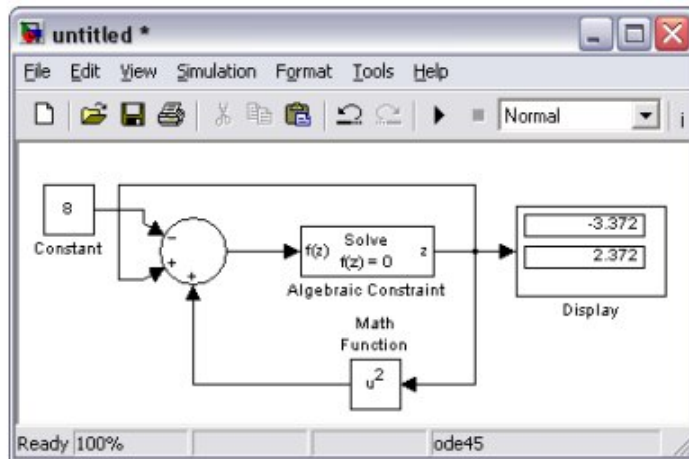 untitled *
File Edit View Simulation Format Tools Help
Normal i
8
Constant
−
+
+
f(z) Solve z
f(z) = 0
Algebraic Constraint
-3.372
2.372
Display
Math
Function
u²
Ready 100% ode45